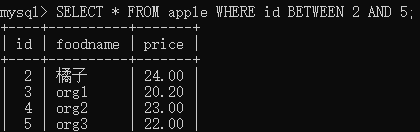 mysql> SELECT * FROM apple WHERE id BETWEEN 2 AND 5;
+----+----------+-------+
| id | foodname | price |
+----+----------+-------+
|  2 | 橘子     | 24.00 |
|  3 | org1     | 20.20 |
|  4 | org2     | 23.00 |
|  5 | org3     | 22.00 |